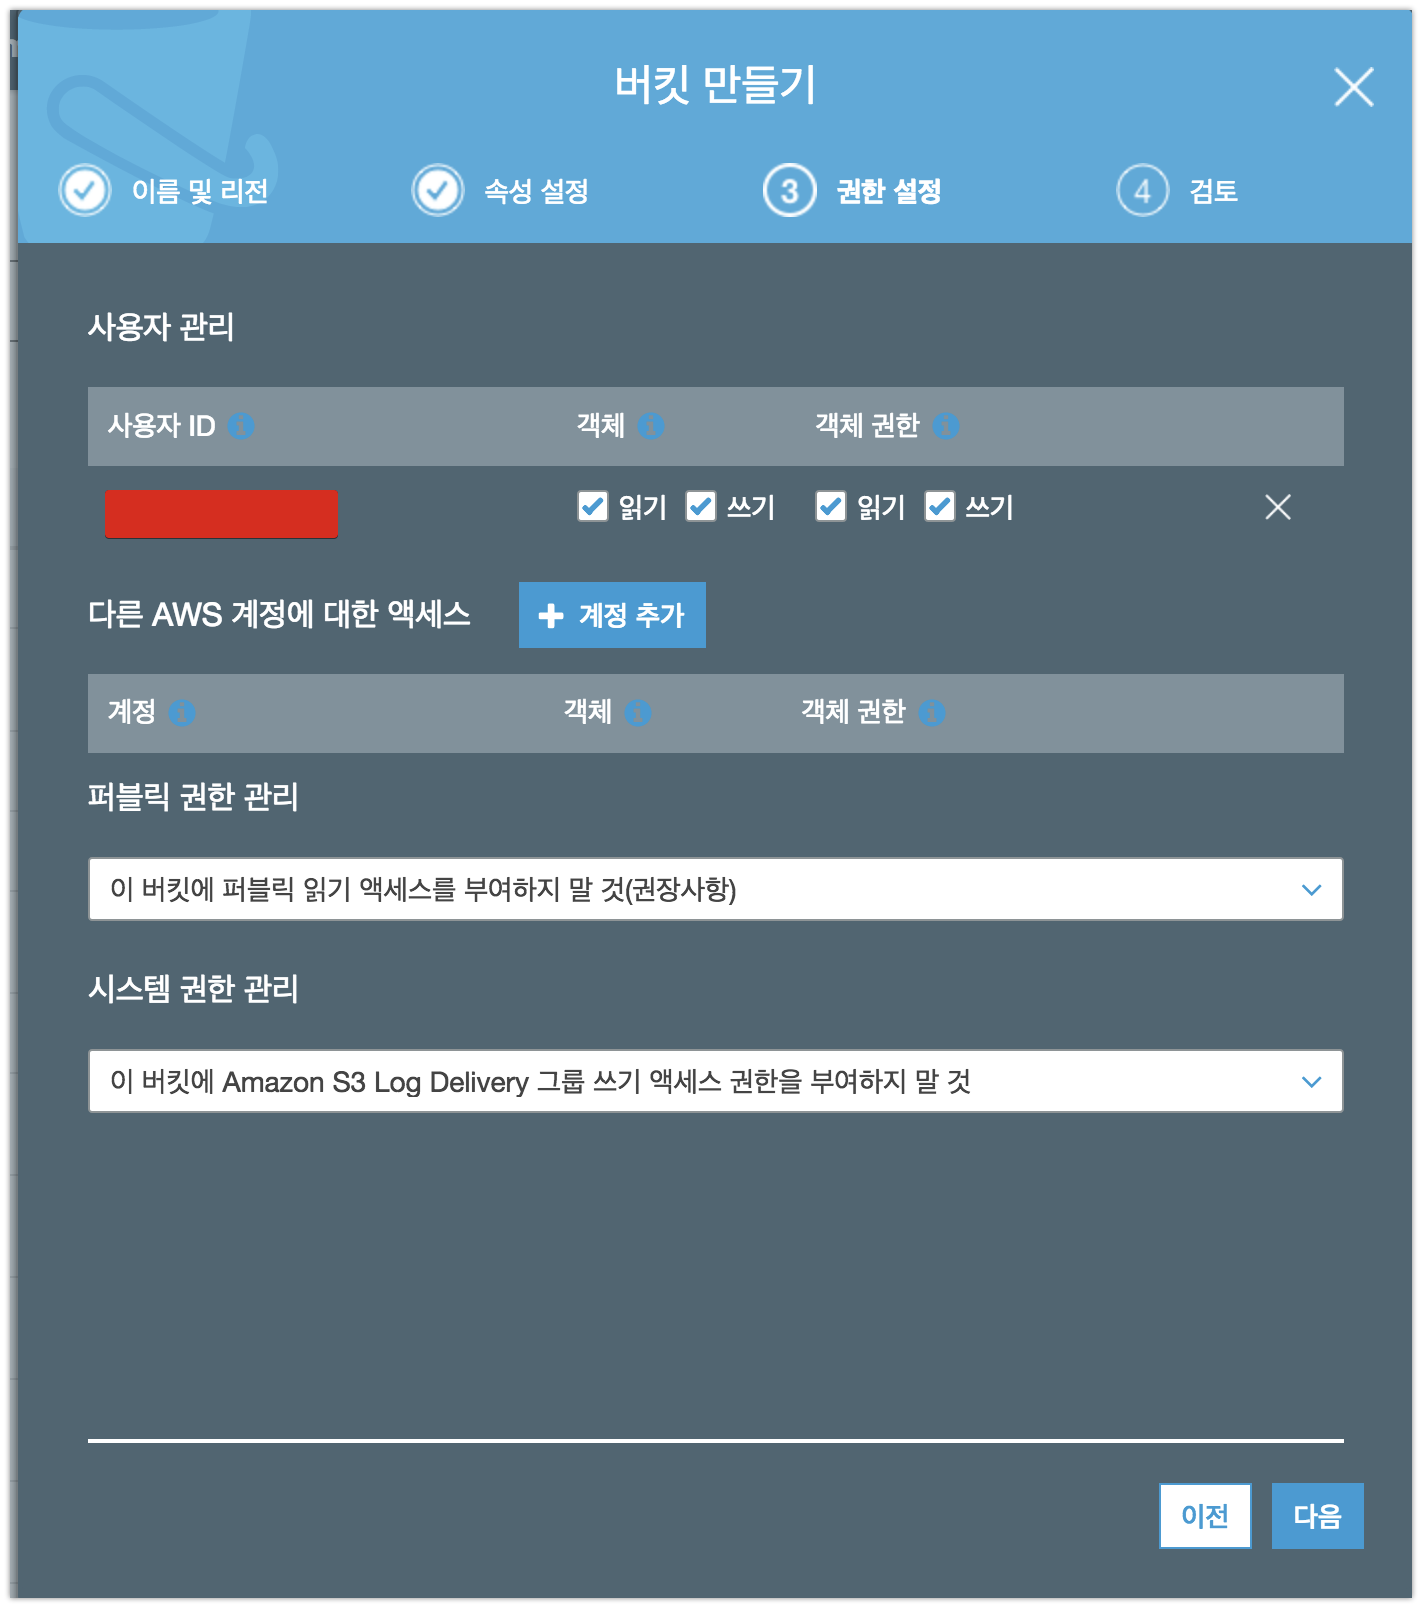 버킷 만들기
이름 및 리전 속성 설정 3 권한 설정 4 검토
사용자 관리
사용자 ID 객체 객체 권한
읽기 쓰기 읽기 쓰기
다른 AWS 계정에 대한 액세스 계정 추가
계정 객체 객체 권한
퍼블릭 권한 관리
이 버킷에 퍼블릭 읽기 액세스를 부여하지 말 것(권장사항)
시스템 권한 관리
이 버킷에 Amazon S3 Log Delivery 그룹 쓰기 액세스 권한을 부여하지 말 것
이전 다음